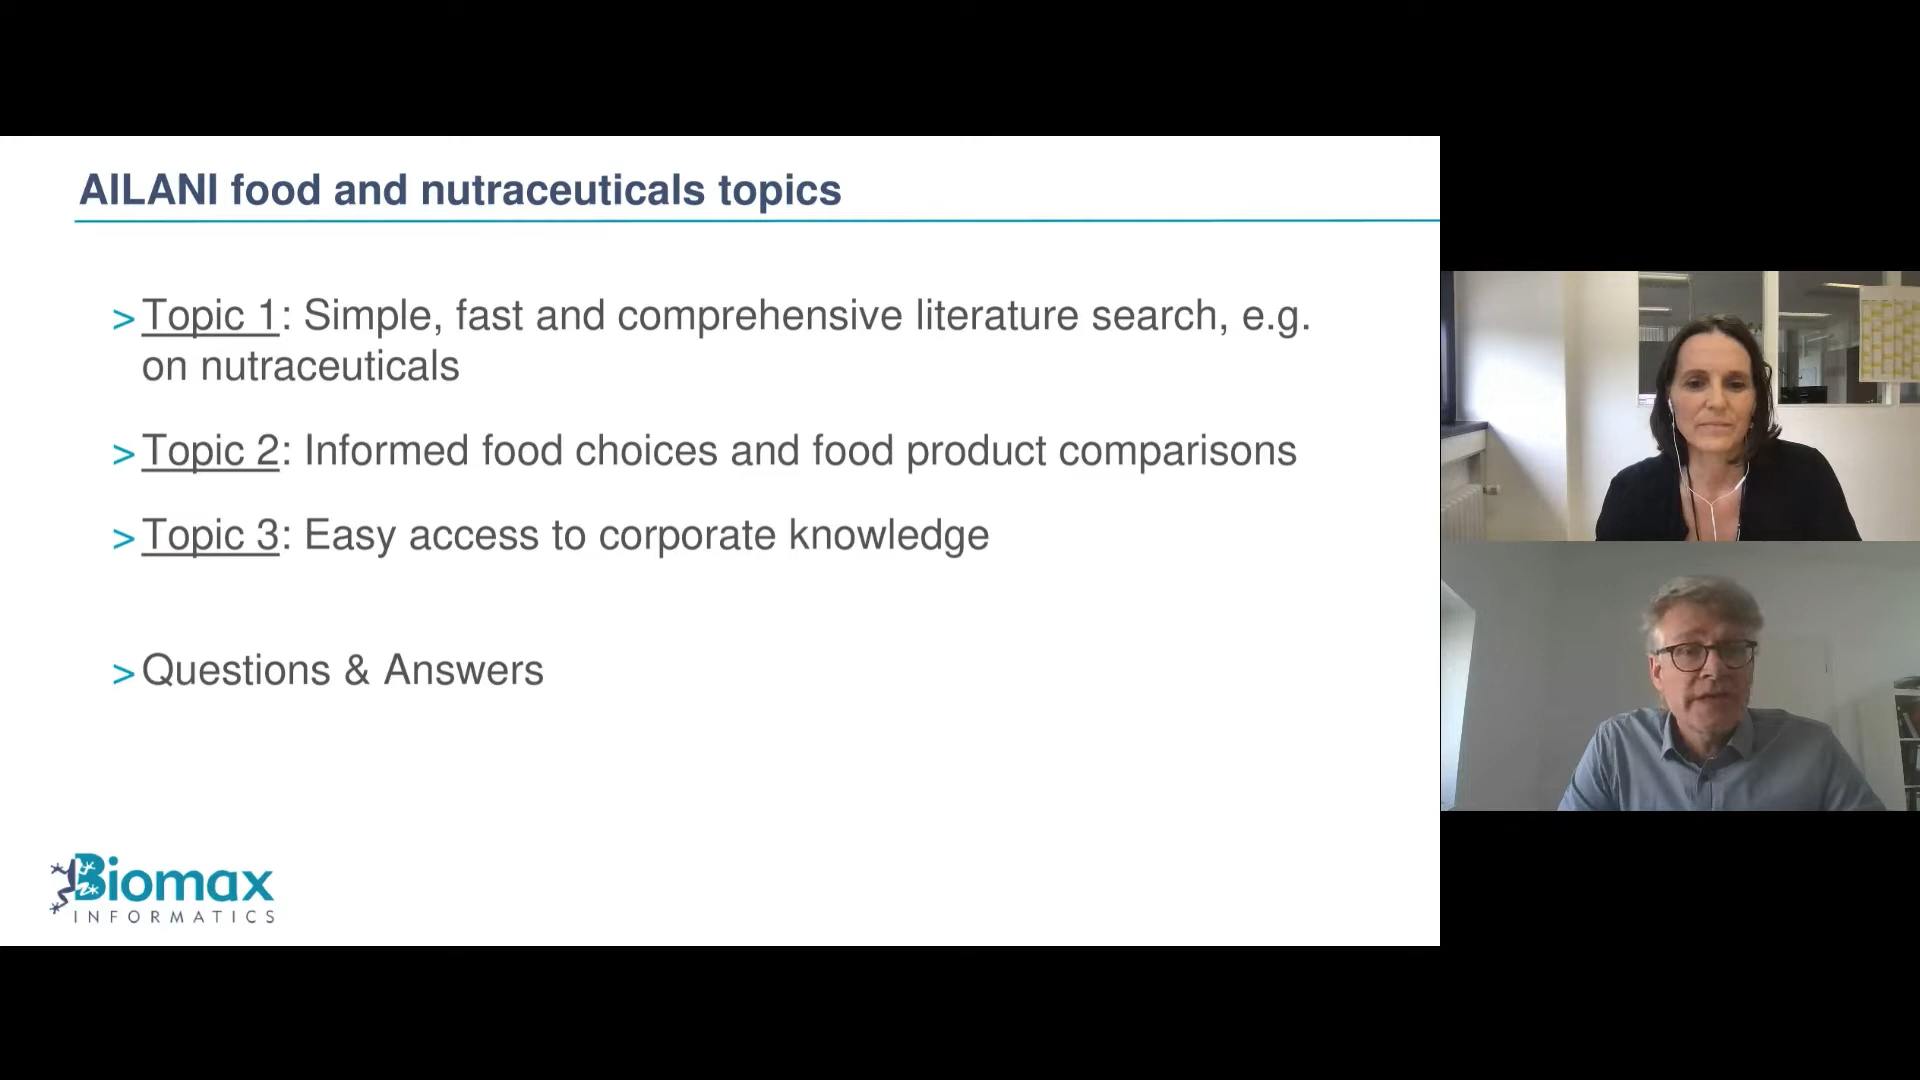 AILANI food and nutraceuticals topics
> Topic 1: Simple, fast and comprehensive literature search, e.g.
on nutraceuticals
> Topic 2: Informed food choices and food product comparisons
> Topic 3: Easy access to corporate knowledge
> Questions & Answers
Biomax
INFORMATICS